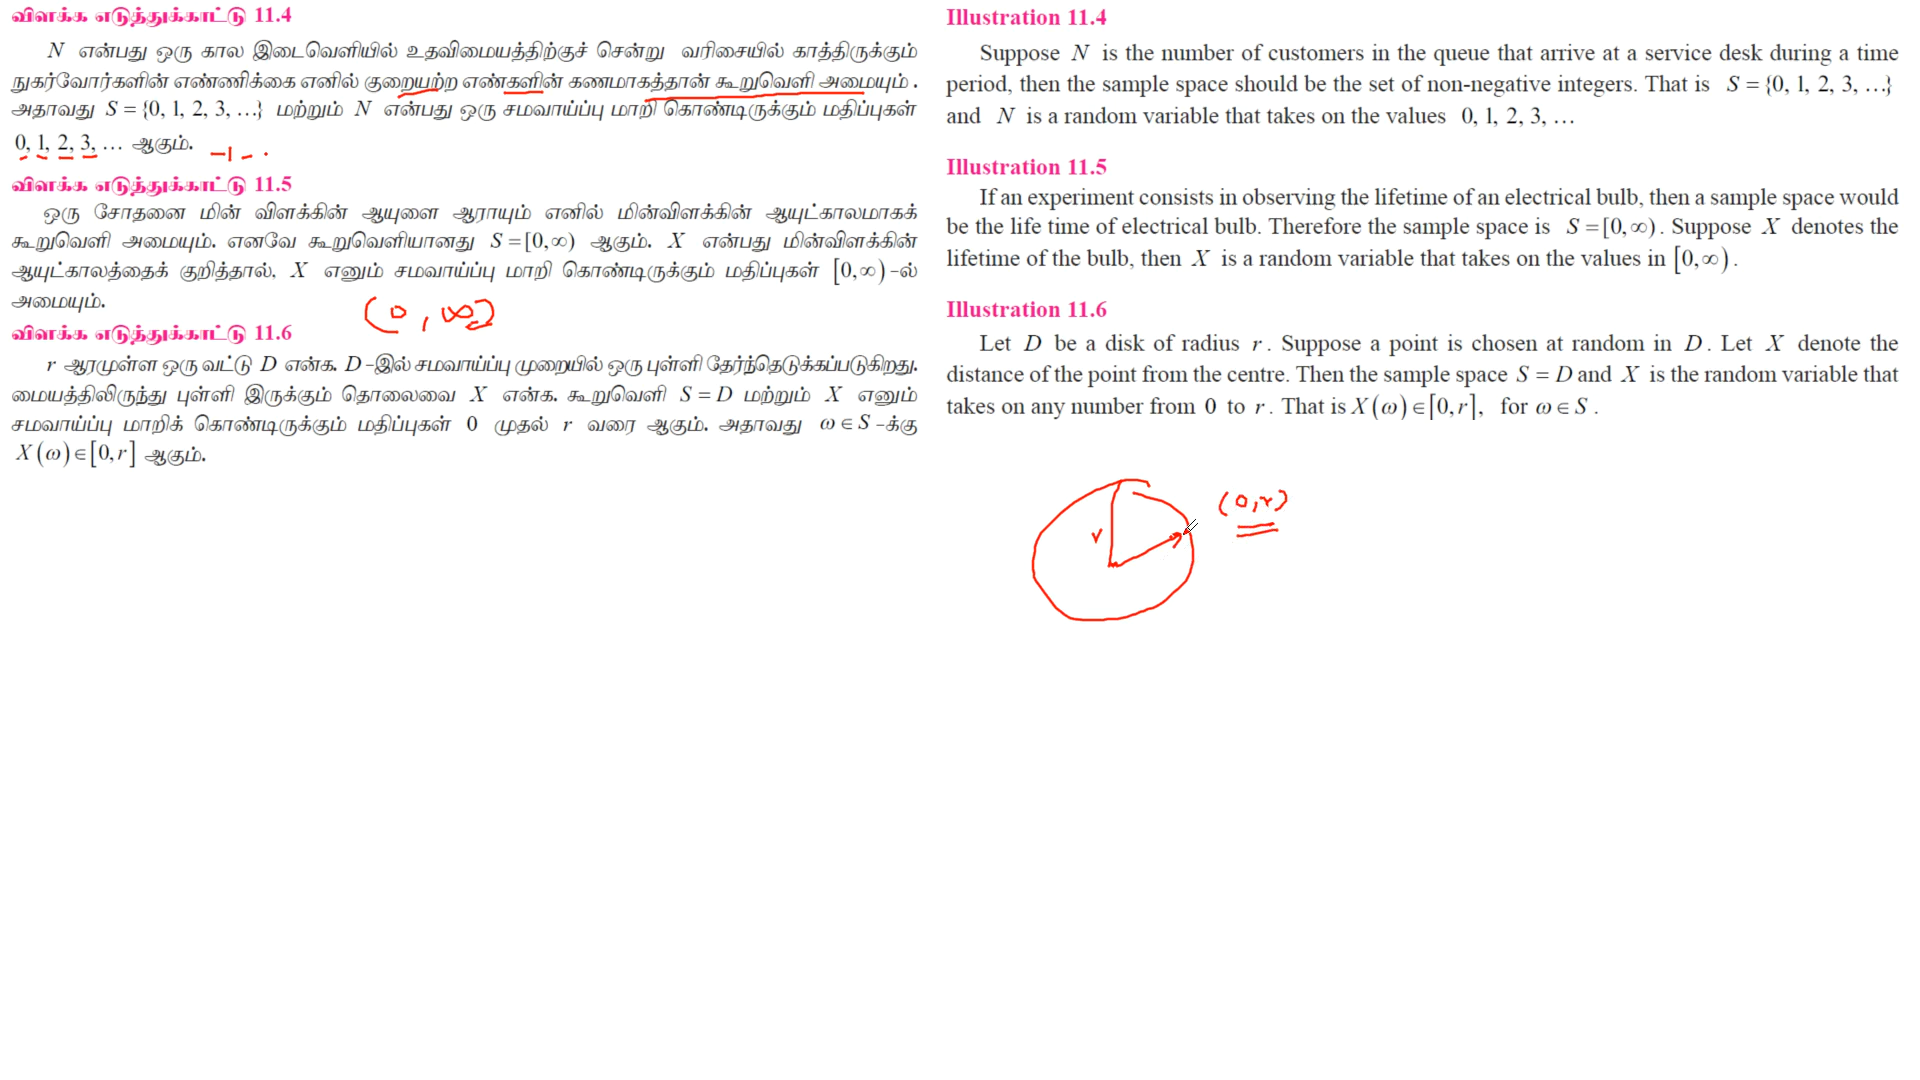 விளக்க எடுத்துக்காட்டு 11.4
N என்பது ஒரு கால இடைவெளியில் உதவிமையத்திற்குச் சென்று வரிசையில் காத்திருக்கும்
நுகர்வோர்களின் எண்ணிக்கை எனில் குறையற்ற எண்களின் கணமாகத்தான் கூறுவெளி அமையும் .
அதாவது S = {0, 1, 2, 3, …} மற்றும் N என்பது ஒரு சமவாய்ப்பு மாறி கொண்டிருக்கும் மதிப்புகள்
0, 1, 2, 3, … ஆகும்.
-1
விளக்க எடுத்துக்காட்டு 11.5
ஒரு சோதனை மின் விளக்கின் ஆயுளை ஆராயும் எனில் மின்விளக்கின் ஆயுட்காலமாகக்
கூறுவெளி அமையும். எனவே கூறுவெளியானது S = [0, ∞) ஆகும். X என்பது மின்விளக்கின்
ஆயுட்காலத்தைக் குறித்தால், X எனும் சமவாய்ப்பு மாறி கொண்டிருக்கும் மதிப்புகள் [0, ∞) -ல்
அமையும்.
(0, ∞)
விளக்க எடுத்துக்காட்டு 11.6
r ஆரமுள்ள ஒரு வட்டு D என்க. D -இல் சமவாய்ப்பு முறையில் ஒரு புள்ளி தேர்ந்தெடுக்கப்படுகிறது.
மையத்திலிருந்து புள்ளி இருக்கும் தொலைவை X என்க. கூறுவெளி S = D மற்றும் X எனும்
சமவாய்ப்பு மாறிக் கொண்டிருக்கும் மதிப்புகள் 0 முதல் r வரை ஆகும். அதாவது ω ∈ S -க்கு
X(ω) ∈ [0, r] ஆகும்.
Illustration 11.4
Suppose N is the number of customers in the queue that arrive at a service desk during a time
period, then the sample space should be the set of non-negative integers. That is S = {0, 1, 2, 3, …}
and N is a random variable that takes on the values 0, 1, 2, 3, …
Illustration 11.5
If an experiment consists in observing the lifetime of an electrical bulb, then a sample space would
be the life time of electrical bulb. Therefore the sample space is S = [0, ∞) . Suppose X denotes the
lifetime of the bulb, then X is a random variable that takes on the values in [0, ∞) .
Illustration 11.6
Let D be a disk of radius r . Suppose a point is chosen at random in D . Let X denote the
distance of the point from the centre. Then the sample space S = D and X is the random variable that
takes on any number from 0 to r . That is X(ω) ∈ [0, r], for ω ∈ S .
(0, r)
r